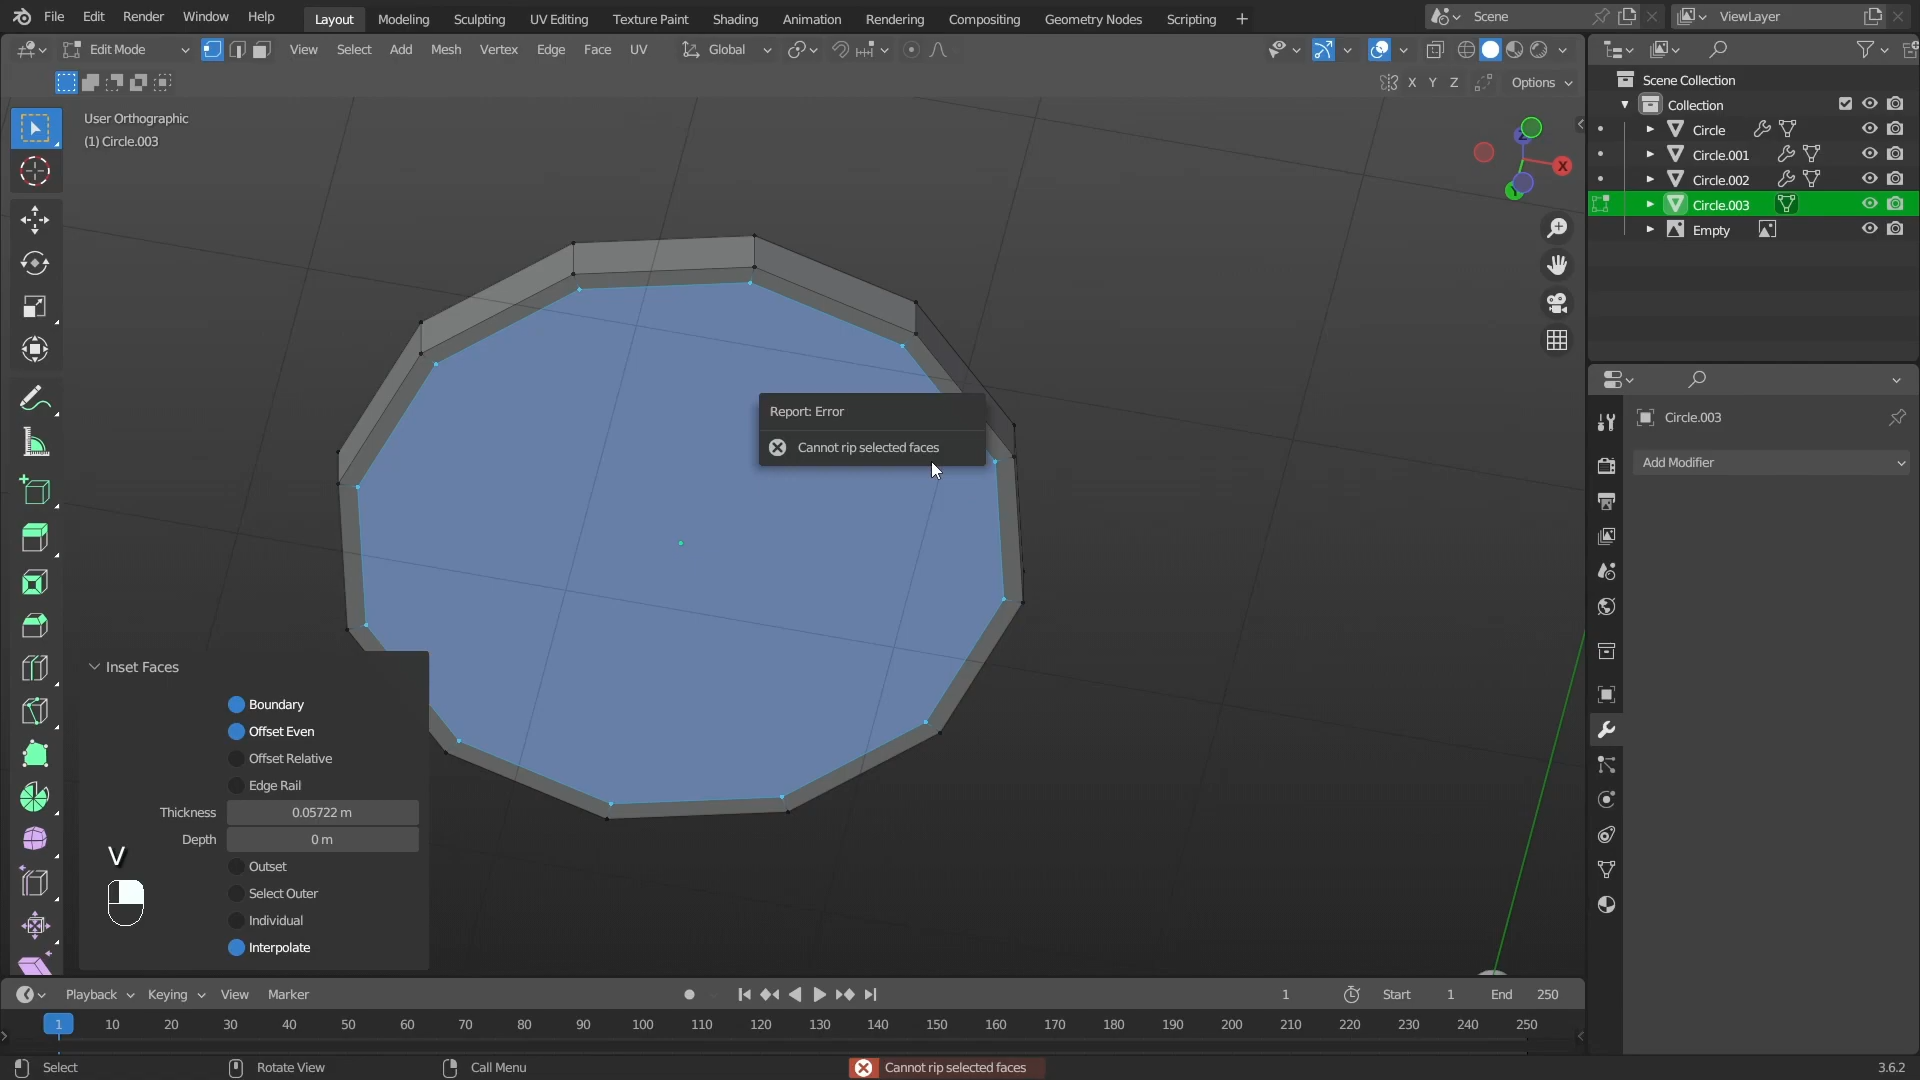 File Edit Render Window Help Layout Modeling Sculpting UV Editing Texture Paint Shading Animation Rendering Compositing Geometry Nodes Scripting + Scene ViewLayer
Edit Mode View Select Add Mesh Vertex Edge Face UV Global
X Y Z Options
User Orthographic
(1) Circle.003
Z X Y
Scene Collection
Collection
Circle
Circle.001
Circle.002
Circle.003
Empty
Circle.003
Add Modifier
Report: Error
Cannot rip selected faces
Inset Faces
Boundary
Offset Even
Offset Relative
Edge Rail
Thickness 0.05722 m
Depth 0 m
Outset
Select Outer
Individual
Interpolate
V
Playback Keying View Marker 1 Start 1 End 250
1 10 20 30 40 50 60 70 80 90 100 110 120 130 140 150 160 170 180 190 200 210 220 230 240 250
Select Rotate View Call Menu Cannot rip selected faces 3.6.2